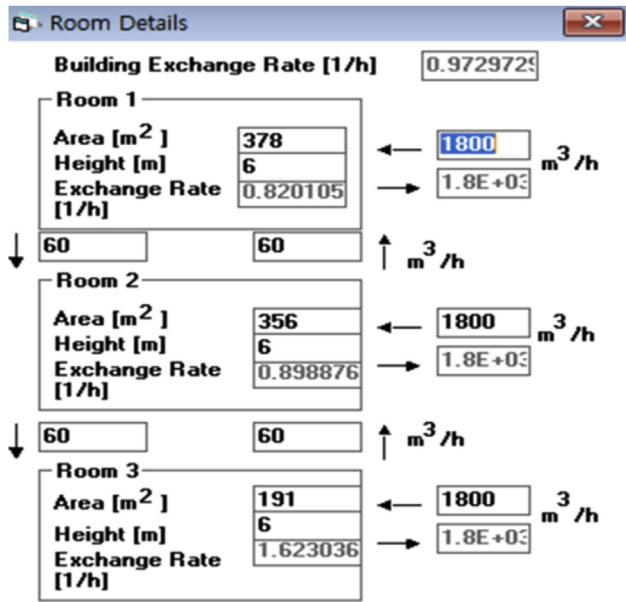 Room Details
Building Exchange Rate [1/h] 0.9729729
Room 1
Area [m² ] 378 1800 m³/h
Height [m] 6
Exchange Rate [1/h] 0.820105 1.8E+03
60 60 m³/h
Room 2
Area [m² ] 356 1800 m³/h
Height [m] 6
Exchange Rate [1/h] 0.898876 1.8E+03
60 60 m³/h
Room 3
Area [m² ] 191 1800 m³/h
Height [m] 6
Exchange Rate [1/h] 1.623036 1.8E+03